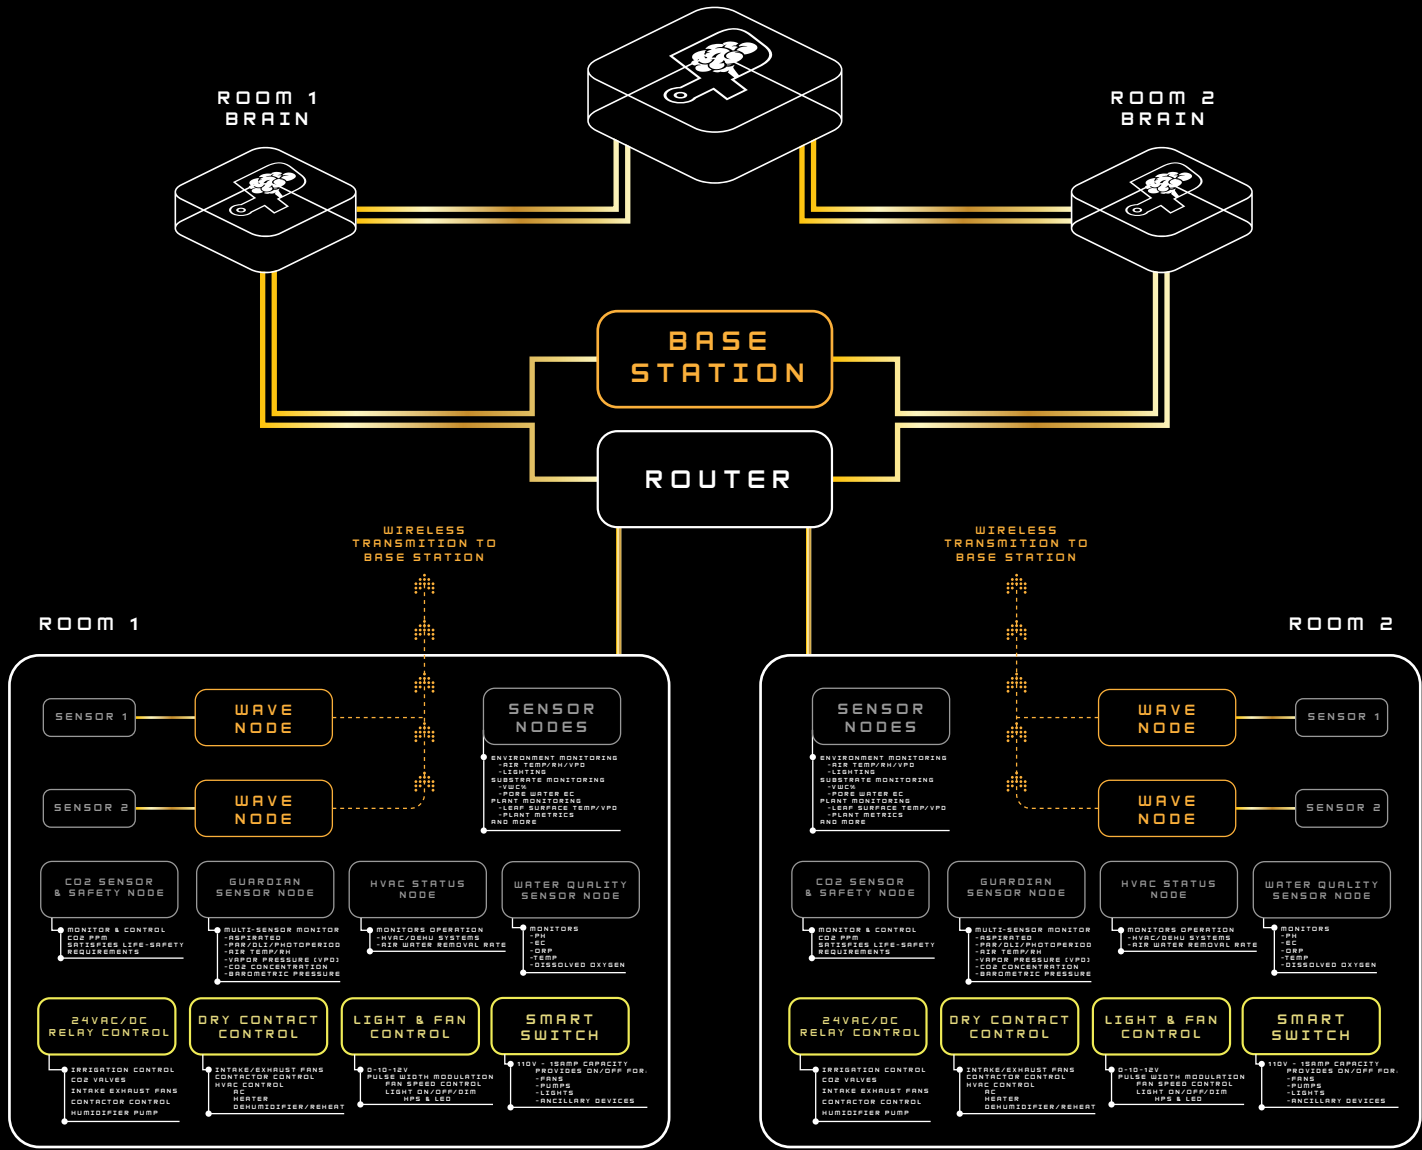 ROOM 1
BRAIN
ROOM 2
BRAIN
BASE
STATION
ROUTER
WIRELESS
TRANSMITION TO
BASE STATION
WIRELESS
TRANSMITION TO
BASE STATION
ROOM 1
SENSOR 1
WAVE
NODE
SENSOR NODES
ENVIRONMENT MONITORING
-AIR TEMP/RH/VPD
-LIGHTING
SUBSTRATE MONITORING
-VWC%
-PORE WATER EC
PLANT MONITORING
-LEAF SURFACE TEMP/VPD
-PLANT METRICS
AND MORE
SENSOR 2
WAVE
NODE
CO2 SENSOR
& SAFETY NODE
MONITOR & CONTROL
CO2 PPM
SATISFIES LIFE-SAFETY
REQUIREMENTS
GUARDIAN
SENSOR NODE
MULTI-SENSOR MONITOR
-ASPIRATED
-PAR/DLI/PHOTOPERIOD
-AIR TEMP/RH
-VAPOR PRESSURE (VPD)
-CO2 CONCENTRATION
-BAROMETRIC PRESSURE
HVAC STATUS
NODE
MONITORS OPERATION
-HVAC/DEHU SYSTEMS
-AIR WATER REMOVAL RATE
WATER QUALITY
SENSOR NODE
MONITORS
-PH
-EC
-ORP
-TEMP
-DISSOLVED OXYGEN
24VAC/DC
RELAY CONTROL
IRRIGATION CONTROL
CO2 VALVES
INTAKE EXHAUST FANS
CONTACTOR CONTROL
HUMIDIFIER PUMP
DRY CONTACT
CONTROL
INTAKE/EXHAUST FANS
CONTACTOR CONTROL
HVAC CONTROL
AC
HEATER
DEHUMIDIFIER/REHEAT
LIGHT & FAN
CONTROL
0-10-12V
PULSE WIDTH MODULATION
FAN SPEED CONTROL
LIGHT ON/OFF/DIM
HPS & LED
SMART
SWITCH
110V - 15AMP CAPACITY
PROVIDES ON/OFF FOR:
-FANS
-PUMPS
-LIGHTS
-ANCILLARY DEVICES
ROOM 2
SENSOR
NODES
ENVIRONMENT MONITORING
-AIR TEMP/RH/VPD
-LIGHTING
SUBSTRATE MONITORING
-VWC%
-PORE WATER EC
PLANT MONITORING
-LEAF SURFACE TEMP/VPD
-PLANT METRICS
AND MORE
WAVE
NODE
SENSOR 1
WAVE
NODE
SENSOR 2
CO2 SENSOR
& SAFETY NODE
MONITOR & CONTROL
CO2 PPM
SATISFIES LIFE-SAFETY
REQUIREMENTS
GUARDIAN
SENSOR NODE
MULTI-SENSOR MONITOR
-ASPIRATED
-PAR/DLI/PHOTOPERIOD
-AIR TEMP/RH
-VAPOR PRESSURE (VPD)
-CO2 CONCENTRATION
-BAROMETRIC PRESSURE
HVAC STATUS
NODE
MONITORS OPERATION
-HVAC/DEHU SYSTEMS
-AIR WATER REMOVAL RATE
WATER QUALITY
SENSOR NODE
MONITORS
-PH
-EC
-ORP
-TEMP
-DISSOLVED OXYGEN
24VAC/DC
RELAY CONTROL
IRRIGATION CONTROL
CO2 VALVES
INTAKE EXHAUST FANS
CONTACTOR CONTROL
HUMIDIFIER PUMP
DRY CONTACT
CONTROL
INTAKE/EXHAUST FANS
CONTACTOR CONTROL
HVAC CONTROL
AC
HEATER
DEHUMIDIFIER/REHEAT
LIGHT & FAN
CONTROL
0-10-12V
PULSE WIDTH MODULATION
FAN SPEED CONTROL
LIGHT ON/OFF/DIM
HPS & LED
SMART
SWITCH
110V - 15AMP CAPACITY
PROVIDES ON/OFF FOR:
-FANS
-PUMPS
-LIGHTS
-ANCILLARY DEVICES